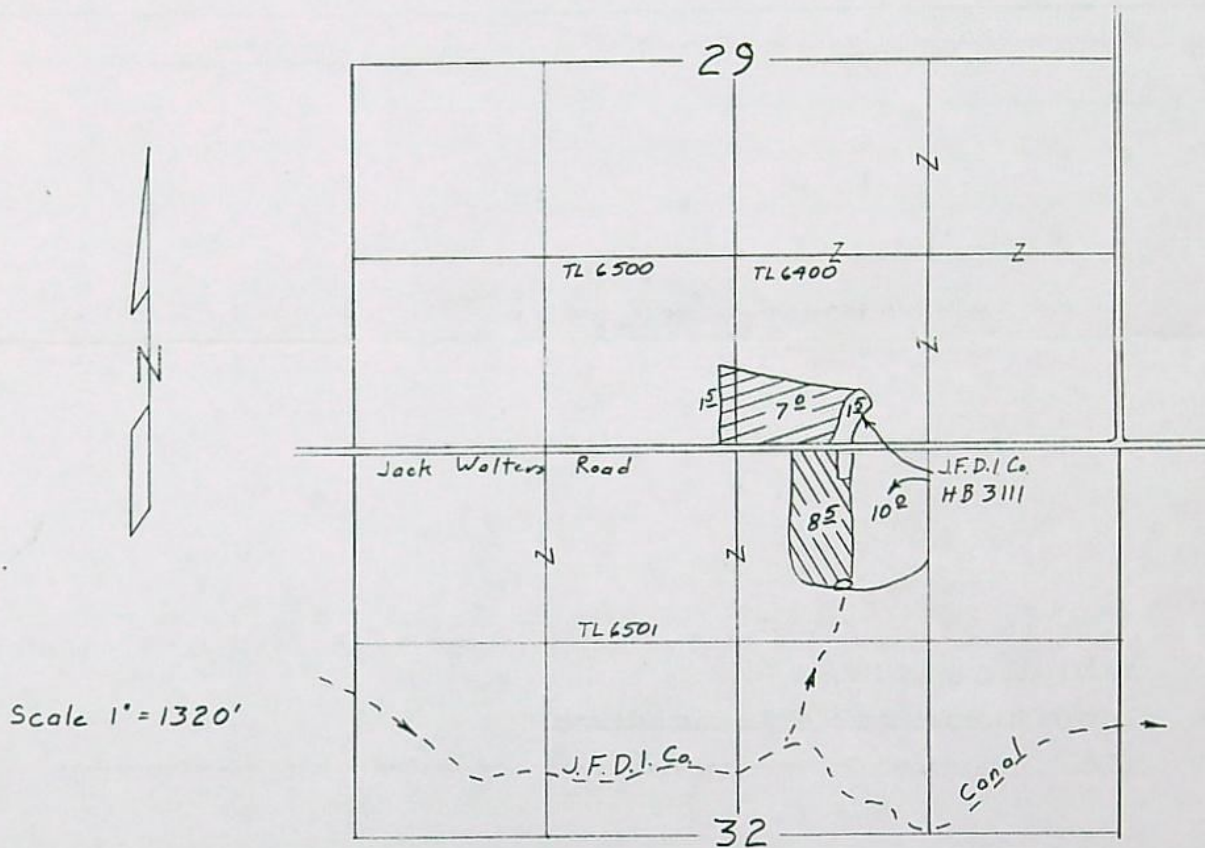 29
Z
TL 6500
TL 6400
Z
Z
N
Z
1 5
7 0
1 5
Jack Walters Road
J.F.D.I Co.
HB 3111
8 5
10 0
Z
Z
TL 6501
Scale 1" = 1320'
J.F.D.I. Co.
Canal
32